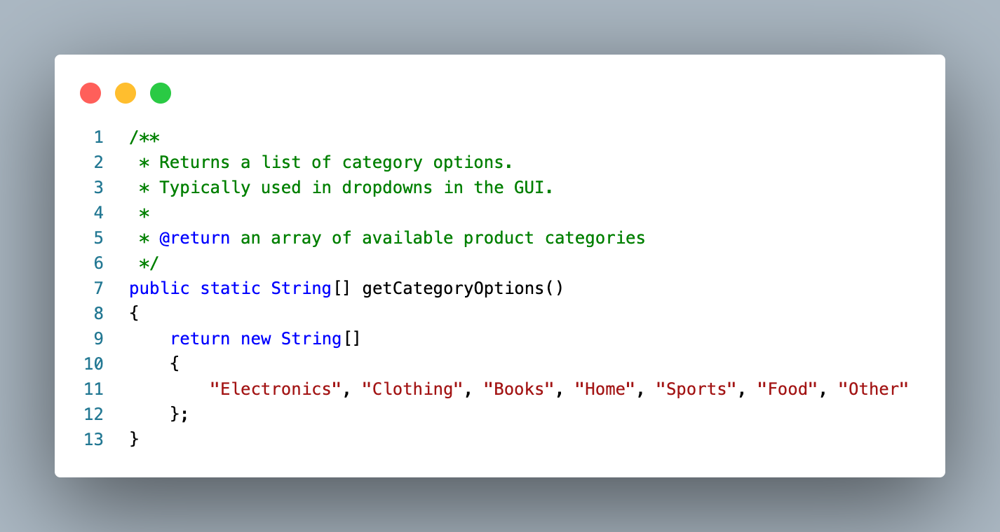 1 /**
2  * Returns a list of category options.
3  * Typically used in dropdowns in the GUI.
4  *
5  * @return an array of available product categories
6  */
7 public static String[] getCategoryOptions()
8 {
9     return new String[]
10     {
11         "Electronics", "Clothing", "Books", "Home", "Sports", "Food", "Other"
12     };
13 }